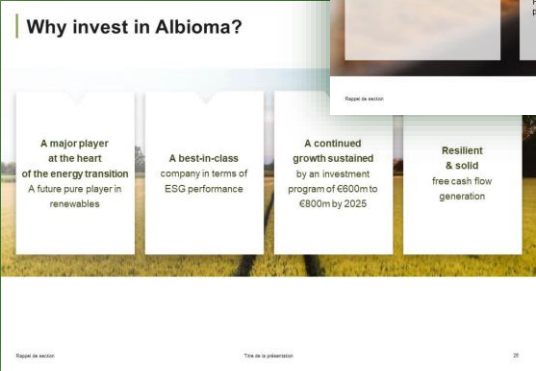 Why invest in Albioma?
A major player
at the heart
of the energy transition
A future pure player in
renewables
A best-in-class
company in terms of
ESG performance
A continued
growth sustained
by an investment
program of €600m to
€800m by 2025
Resilient
& solid
free cash flow
generation
Rappel de section
Rappel de section
Titre de la présentation